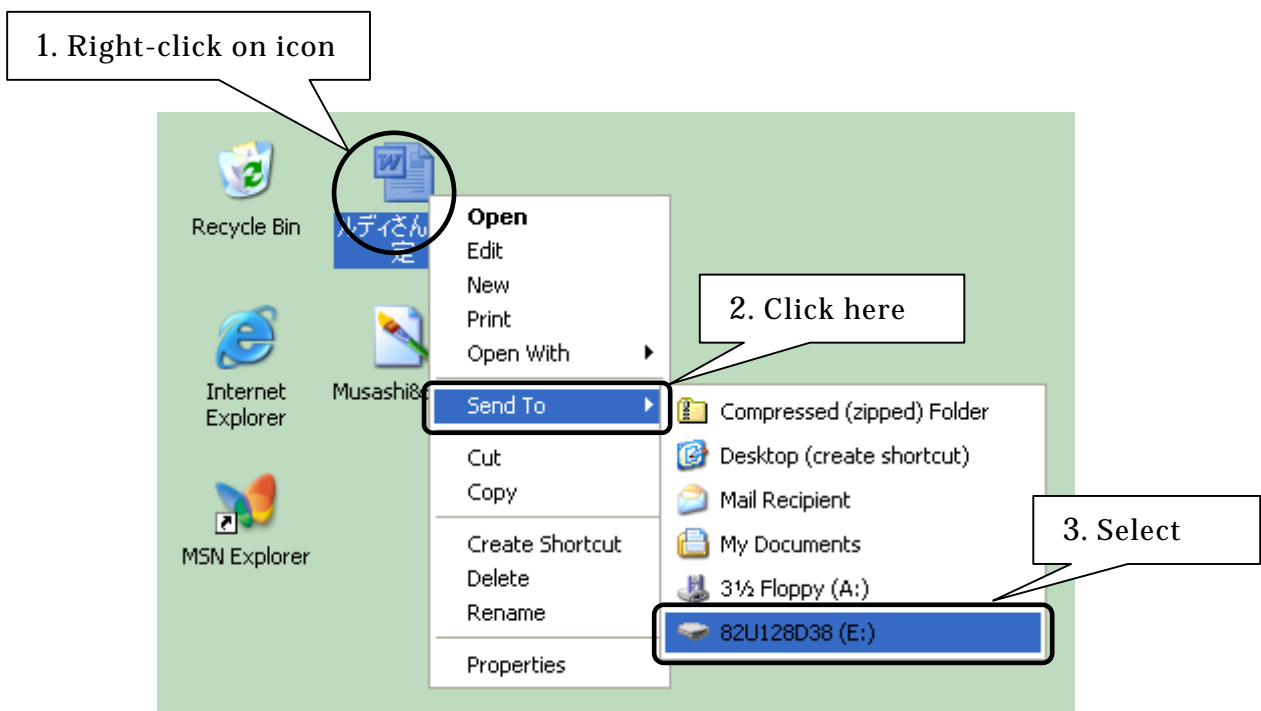 1. Right-click on icon
Recycle Bin
ルディさん
定
Internet
Explorer
Musashi&
MSN Explorer
Open
Edit
New
Print
Open With
Send To
Cut
Copy
Create Shortcut
Delete
Rename
Properties
2. Click here
Compressed (zipped) Folder
Desktop (create shortcut)
Mail Recipient
My Documents
3½ Floppy (A:)
82U128D38 (E:)
3. Select